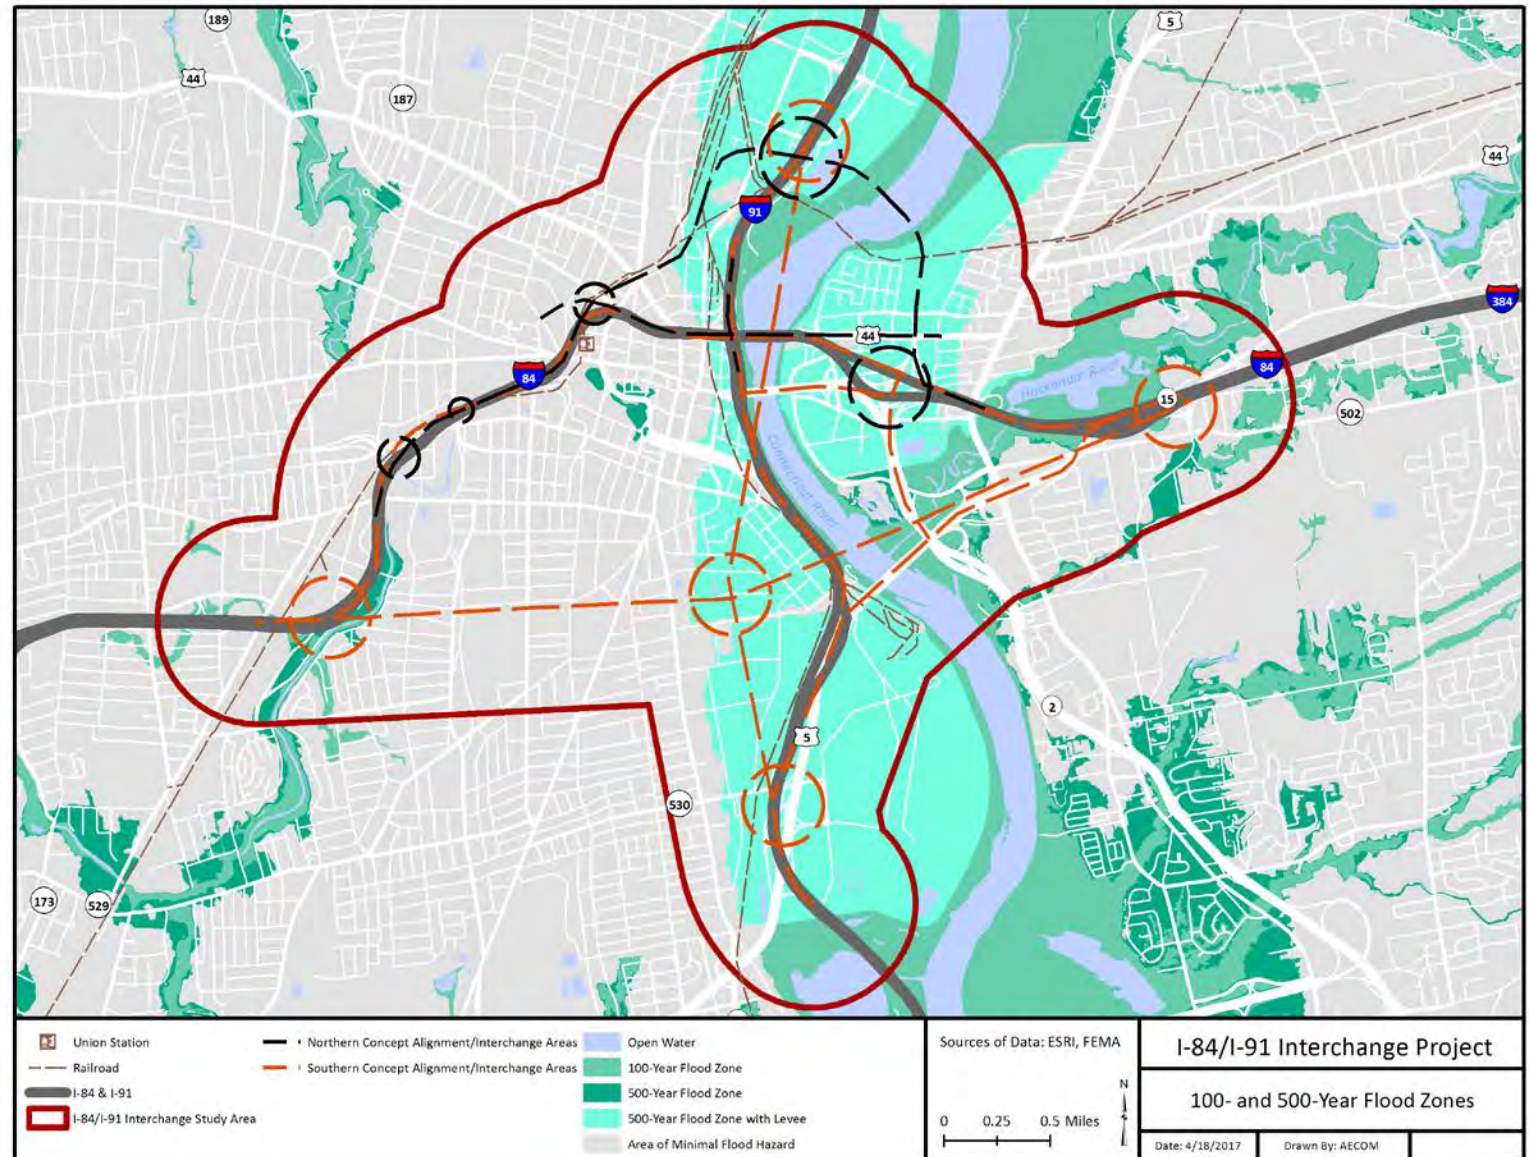 189
5
44
187
44
91
384
44
84
84
15
502
Hockanum River
Connecticut River
2
5
530
173
529
Union Station
Railroad
I-84 & I-91
I-84/I-91 Interchange Study Area
Northern Concept Alignment/Interchange Areas
Southern Concept Alignment/Interchange Areas
Open Water
100-Year Flood Zone
500-Year Flood Zone
500-Year Flood Zone with Levee
Area of Minimal Flood Hazard
Sources of Data: ESRI, FEMA
N
0 0.25 0.5 Miles
I-84/I-91 Interchange Project
100- and 500-Year Flood Zones
Date: 4/18/2017
Drawn By: AECOM